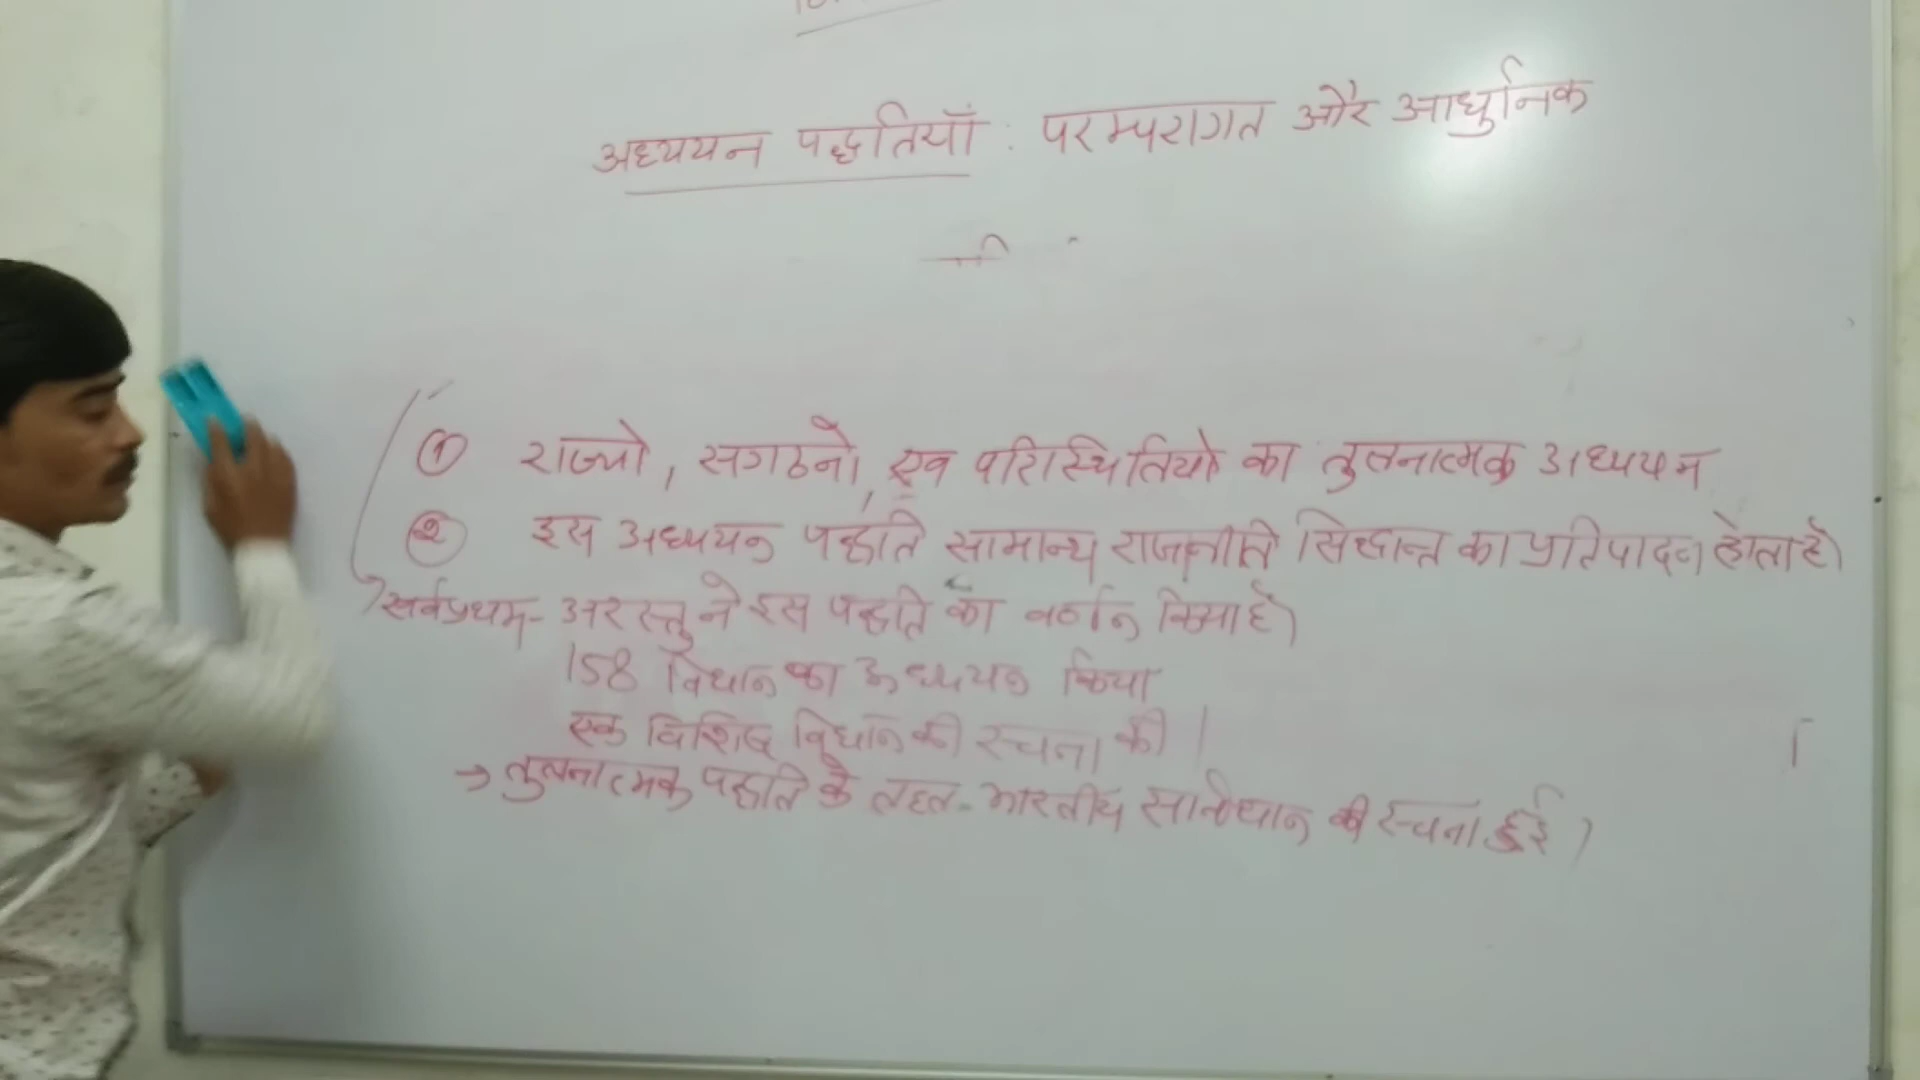 अध्ययन पद्धतियाँ : परम्परागत और आधुनिक
① राज्यो, सगठनो, एव परिस्थितियो का तुलनात्मक अध्ययन
② इस अध्ययन पद्धति सामान्य राजनीति सिद्धान्त का प्रतिपादन होता है।
सर्वप्रथम- अरस्तु ने इस पद्धति का वर्णन किया है।
158 विधान का अध्ययन किया
एक विशिष्ट विधान की रचना की।
→ तुलनात्मक पद्धति के तहत- भारतीय सविधान की रचना हुई।